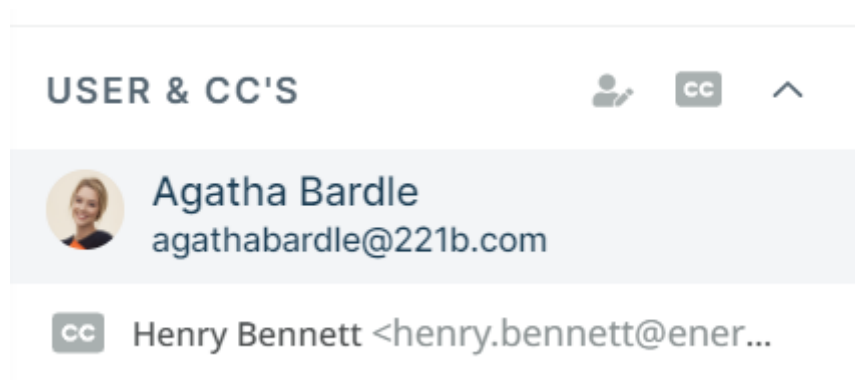 USER & CC'S CC
Agatha Bardle
agathabardle@221b.com
CC Henry Bennett <henry.bennett@ener...